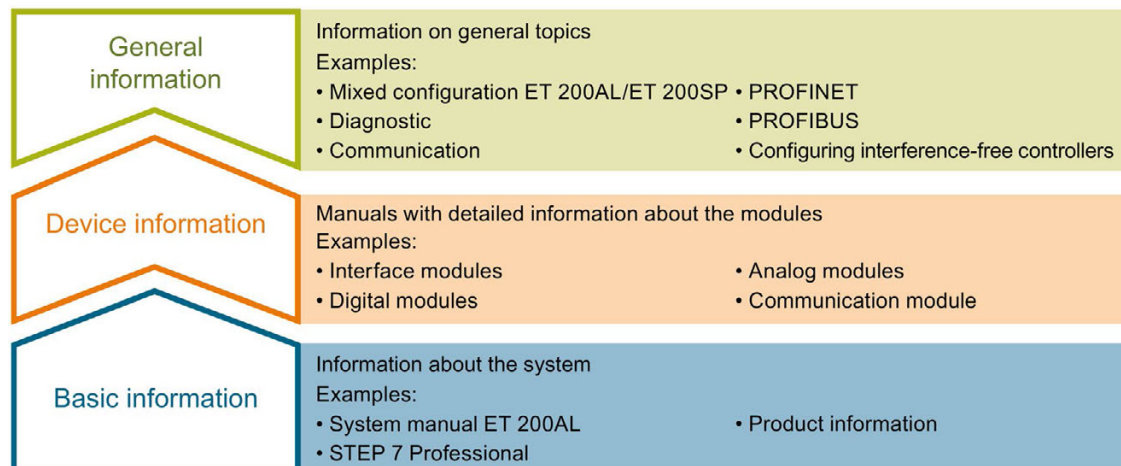 General
information
Information on general topics
Examples:
• Mixed configuration ET 200AL/ET 200SP • PROFINET
• Diagnostic • PROFIBUS
• Communication • Configuring interference-free controllers
Device information
Manuals with detailed information about the modules
Examples:
• Interface modules • Analog modules
• Digital modules • Communication module
Basic information
Information about the system
Examples:
• System manual ET 200AL • Product information
• STEP 7 Professional